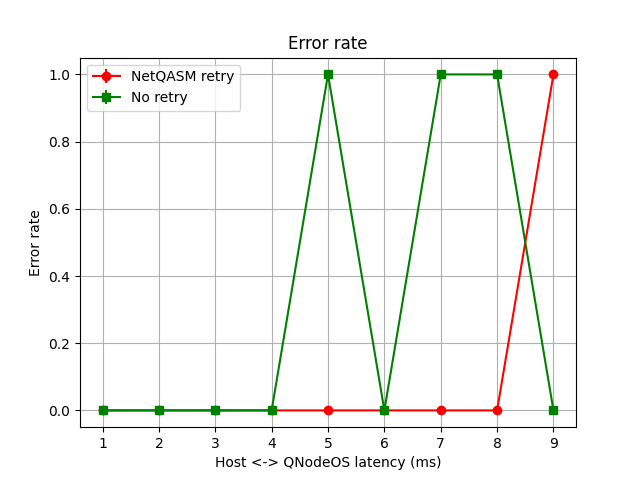 Error rate
NetQASM retry
No retry
1.0
0.8
0.6
0.4
0.2
0.0
Error rate
1 2 3 4 5 6 7 8 9
Host <-> QNodeOS latency (ms)